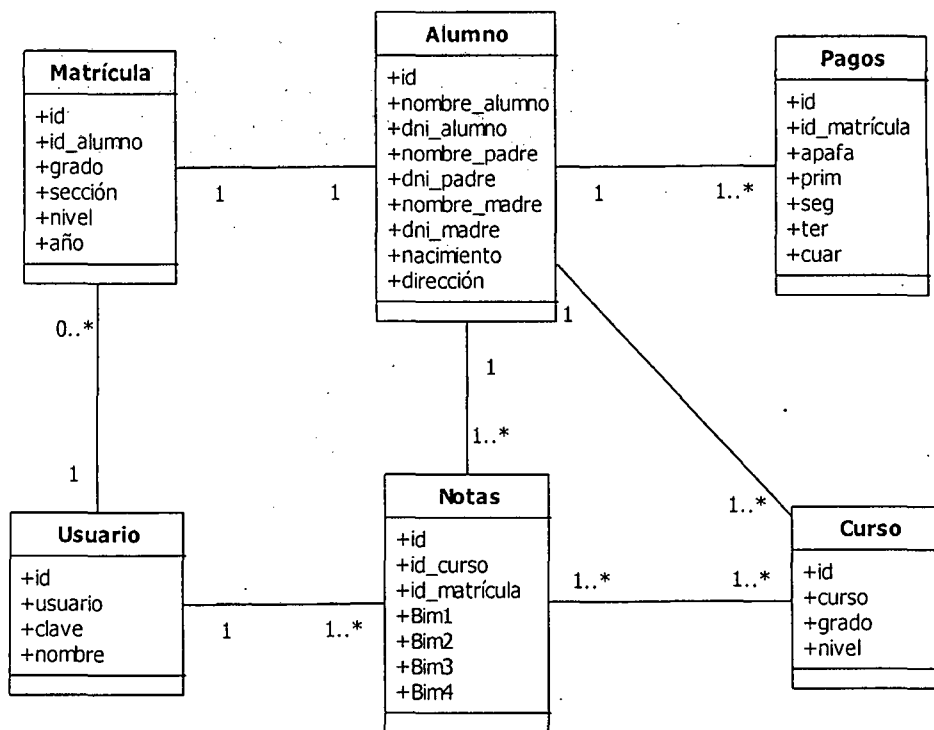 Matrícula
+id
+id_alumno
+grado
+sección
+nivel
+año
Alumno
+id
+nombre_alumno
+dni_alumno
+nombre_padre
+dni_padre
+nombre_madre
+dni_madre
+nacimiento
+dirección
Pagos
+id
+id_matrícula
+apafa
+prim
+seg
+ter
+cuar
1
1
1
1..*
0..*
1
1
1..*
1
1..*
Usuario
+id
+usuario
+clave
+nombre
1
1..*
Notas
+id
+id_curso
+id_matrícula
+Bim1
+Bim2
+Bim3
+Bim4
1..*
1..*
Curso
+id
+curso
+grado
+nivel